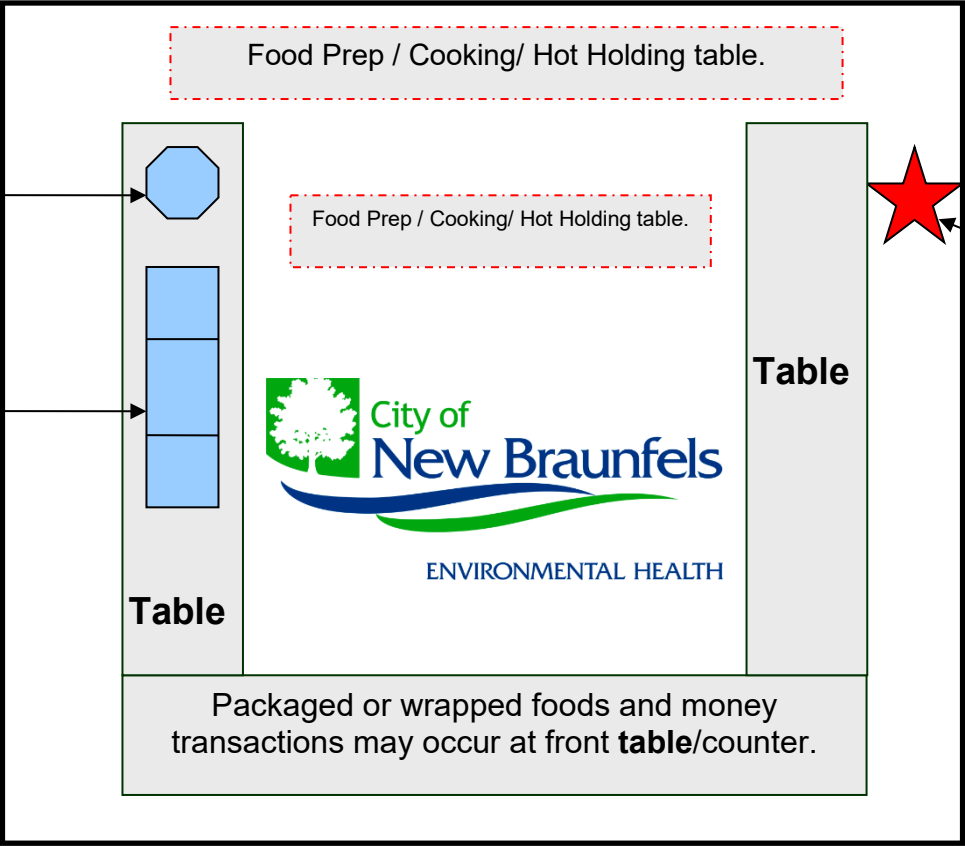 Food Prep / Cooking/ Hot Holding table.
Food Prep / Cooking/ Hot Holding table.
Table
City of
New Braunfels
ENVIRONMENTAL HEALTH
Table
Packaged or wrapped foods and money
transactions may occur at front table/counter.